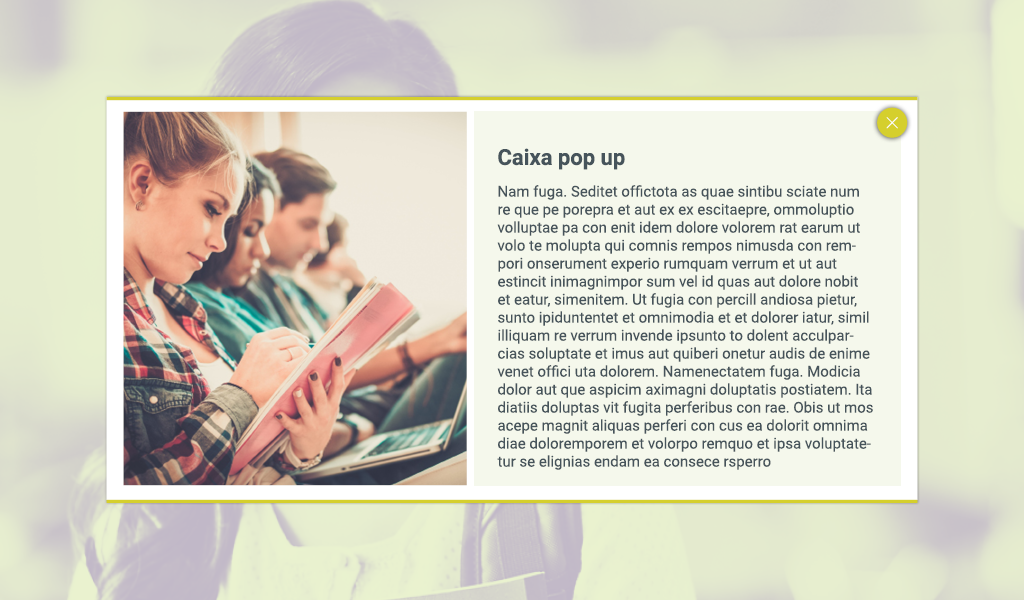 Caixa pop up
Nam fuga. Seditet offictota as quae sintibu sciate num
re que pe porepra et aut ex ex escitaepre, ommoluptio
volluptae pa con enit idem dolore volorem rat earum ut
volo te molupta qui comnis rempos nimusda con rem-
pori onserument experio rumquam verrum et ut aut
estincit inimagnimpor sum vel id quas aut dolore nobit
et eatur, simenitem. Ut fugia con percill andiosa pietur,
sunto ipiduntentet et omnimodia et et dolorer iatur, simil
illiquam re verrum invende ipsunto to dolent acculpar-
cias soluptate et imus aut quiberi onetur audis de enime
venet offici uta dolorem. Namenectatem fuga. Modicia
dolor aut que aspicim aximagni doluptatis postiatem. Ita
diatiis doluptas vit fugita perferibus con rae. Obis ut mos
acepe magnit aliquas perferi con cus ea dolorit omnima
diae doloremporem et volorpo remquo et ipsa voluptate-
tur se elignias endam ea consece rsperro